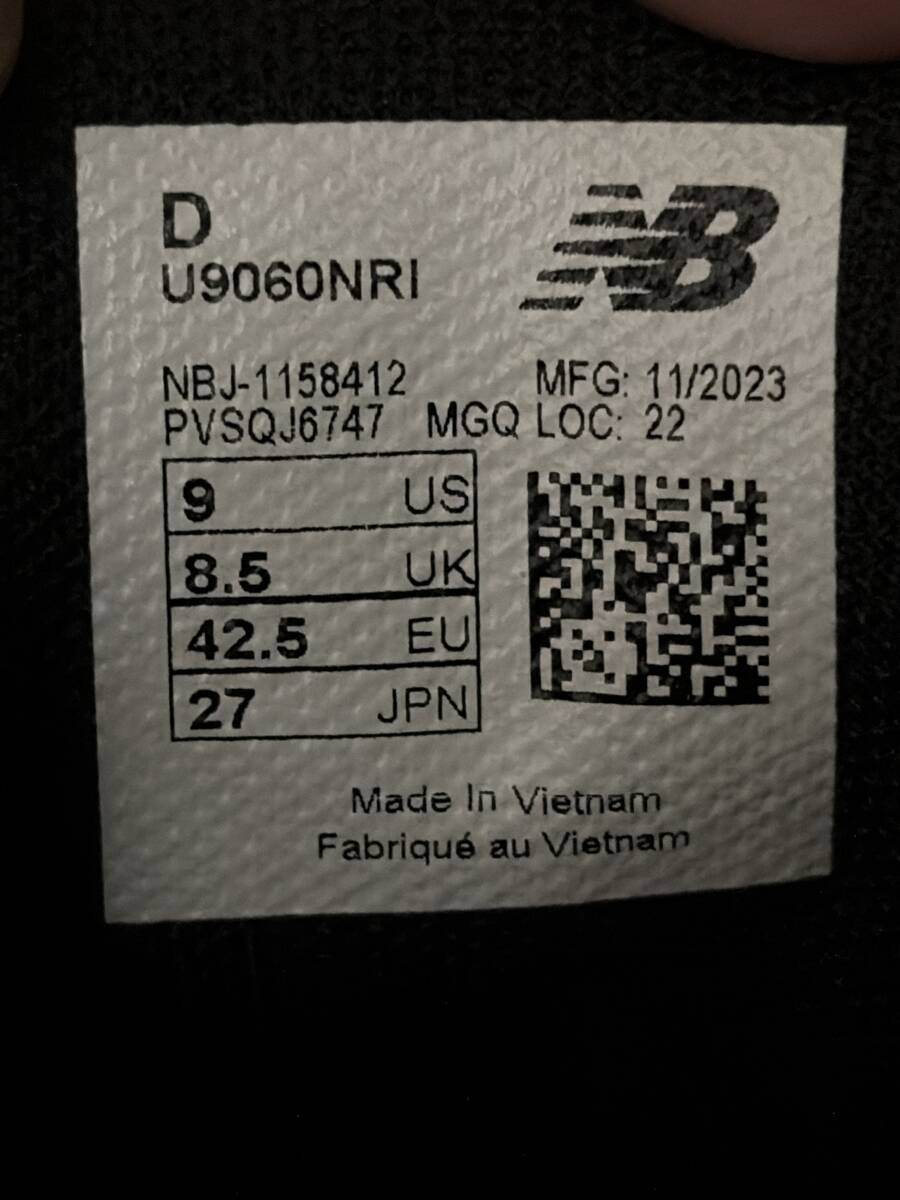 D
NB
U9060NRI
NBJ-1158412 MFG: 11/2023
PVSQJ6747 MGQ LOC: 22
9 US
8.5 UK
42.5 EU
27 JPN
Made In Vietnam
Fabriqué au Vietnam